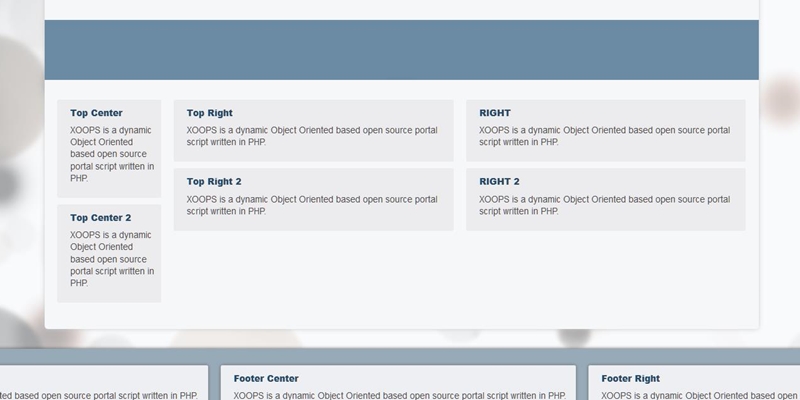 Top Center
XOOPS is a dynamic
Object Oriented
based open source
portal script written in
PHP.
Top Center 2
XOOPS is a dynamic
Object Oriented
based open source
portal script written in
PHP.
Top Right
XOOPS is a dynamic Object Oriented based open source portal
script written in PHP.
Top Right 2
XOOPS is a dynamic Object Oriented based open source portal
script written in PHP.
RIGHT
XOOPS is a dynamic Object Oriented based open source portal
script written in PHP.
RIGHT 2
XOOPS is a dynamic Object Oriented based open source portal
script written in PHP.
based open source portal script written in PHP.
Footer Center
XOOPS is a dynamic Object Oriented based open source portal script written in PHP.
Footer Right
XOOPS is a dynamic Object Oriented based open